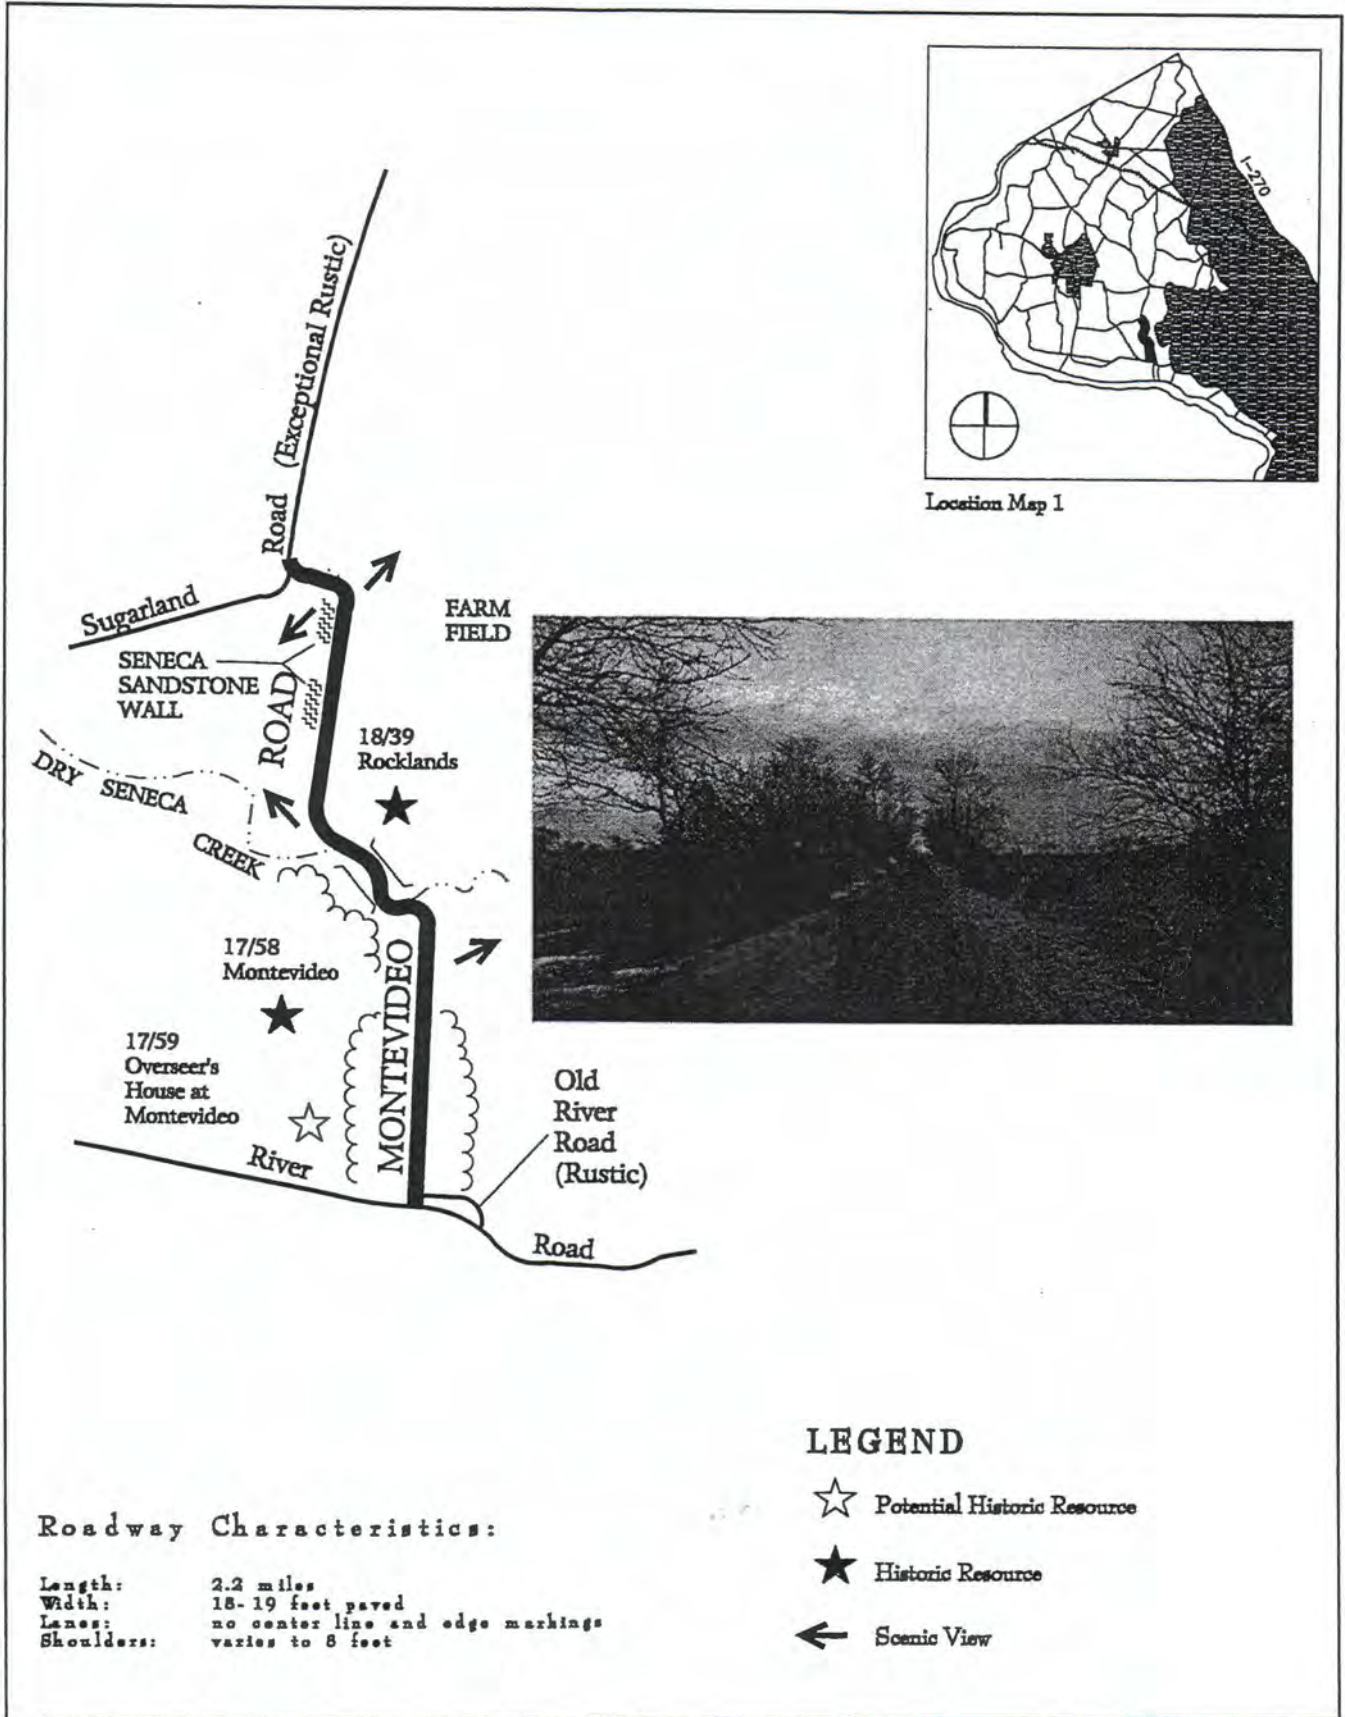 I-270
Location Map 1
Road (Exceptional Rustic)
Sugarland
FARM
FIELD
SENECA
SANDSTONE
WALL
ROAD
18/39
Rocklands
DRY SENECA
CREEK
17/58
Montevideo
MONTEVIDEO
17/59
Overseer's
House at
Montevideo
Old
River
Road
(Rustic)
River
Road
LEGEND
Potential Historic Resource
Historic Resource
Scenic View
Roadway Characteristics:
Length: 2.2 miles
Width: 18-19 feet paved
Lanes: no center line and edge markings
Shoulders: varies to 8 feet